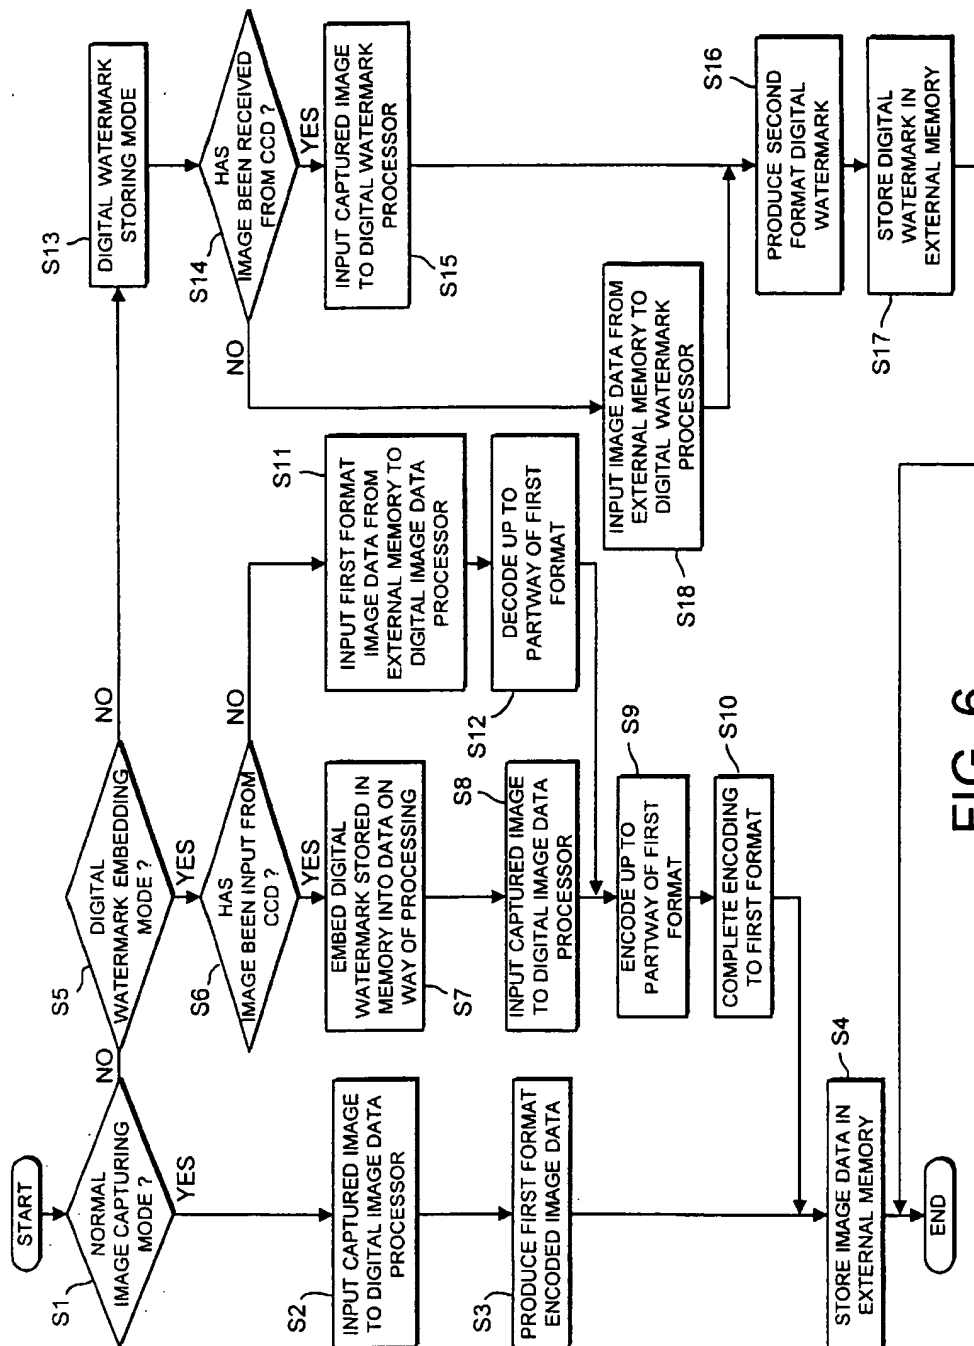 START
S1
NORMAL
IMAGE CAPTURING
MODE ?
NO
YES
S2
INPUT CAPTURED IMAGE
TO DIGITAL IMAGE DATA
PROCESSOR
S3
PRODUCE FIRST FORMAT
ENCODED IMAGE DATA
S4
STORE IMAGE DATA IN
EXTERNAL MEMORY
END
S5
DIGITAL
WATERMARK EMBEDDING
MODE ?
NO
YES
S6
HAS
IMAGE BEEN INPUT FROM
CCD ?
NO
YES
EMBED DIGITAL
WATERMARK STORED IN
MEMORY INTO DATA ON
WAY OF PROCESSING
S7
S8
INPUT CAPTURED IMAGE
TO DIGITAL IMAGE DATA
PROCESSOR
S9
ENCODE UP TO
PARTWAY OF FIRST
FORMAT
S10
COMPLETE ENCODING
TO FIRST FORMAT
S11
INPUT FIRST FORMAT
IMAGE DATA FROM
EXTERNAL MEMORY TO
DIGITAL IMAGE DATA
PROCESSOR
S12
DECODE UP TO
PARTWAY OF FIRST
FORMAT
S13
DIGITAL WATERMARK
STORING MODE
S14
HAS
IMAGE BEEN RECEIVED
FROM CCD ?
NO
YES
INPUT CAPTURED IMAGE
TO DIGITAL WATERMARK
PROCESSOR
S15
INPUT IMAGE DATA FROM
EXTERNAL MEMORY TO
DIGITAL WATERMARK
PROCESSOR
S18
S16
PRODUCE SECOND
FORMAT DIGITAL
WATERMARK
STORE DIGITAL
WATERMARK IN
EXTERNAL MEMORY
S17
FIG. 6